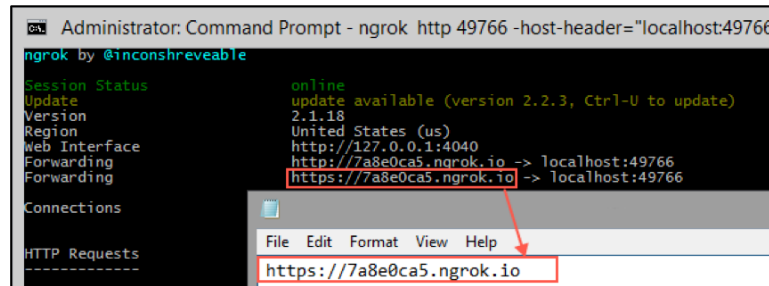 Administrator: Command Prompt - ngrok http 49766 -host-header="localhost:49766
ngrok by @inconshreveable
Session Status online
Update update available (version 2.2.3, Ctrl-U to update)
Version 2.1.18
Region United States (us)
Web Interface http://127.0.0.1:4040
Forwarding http://7a8e0ca5.ngrok.io -> localhost:49766
Forwarding https://7a8e0ca5.ngrok.io -> localhost:49766
Connections
HTTP Requests
-------------
File Edit Format View Help
https://7a8e0ca5.ngrok.io